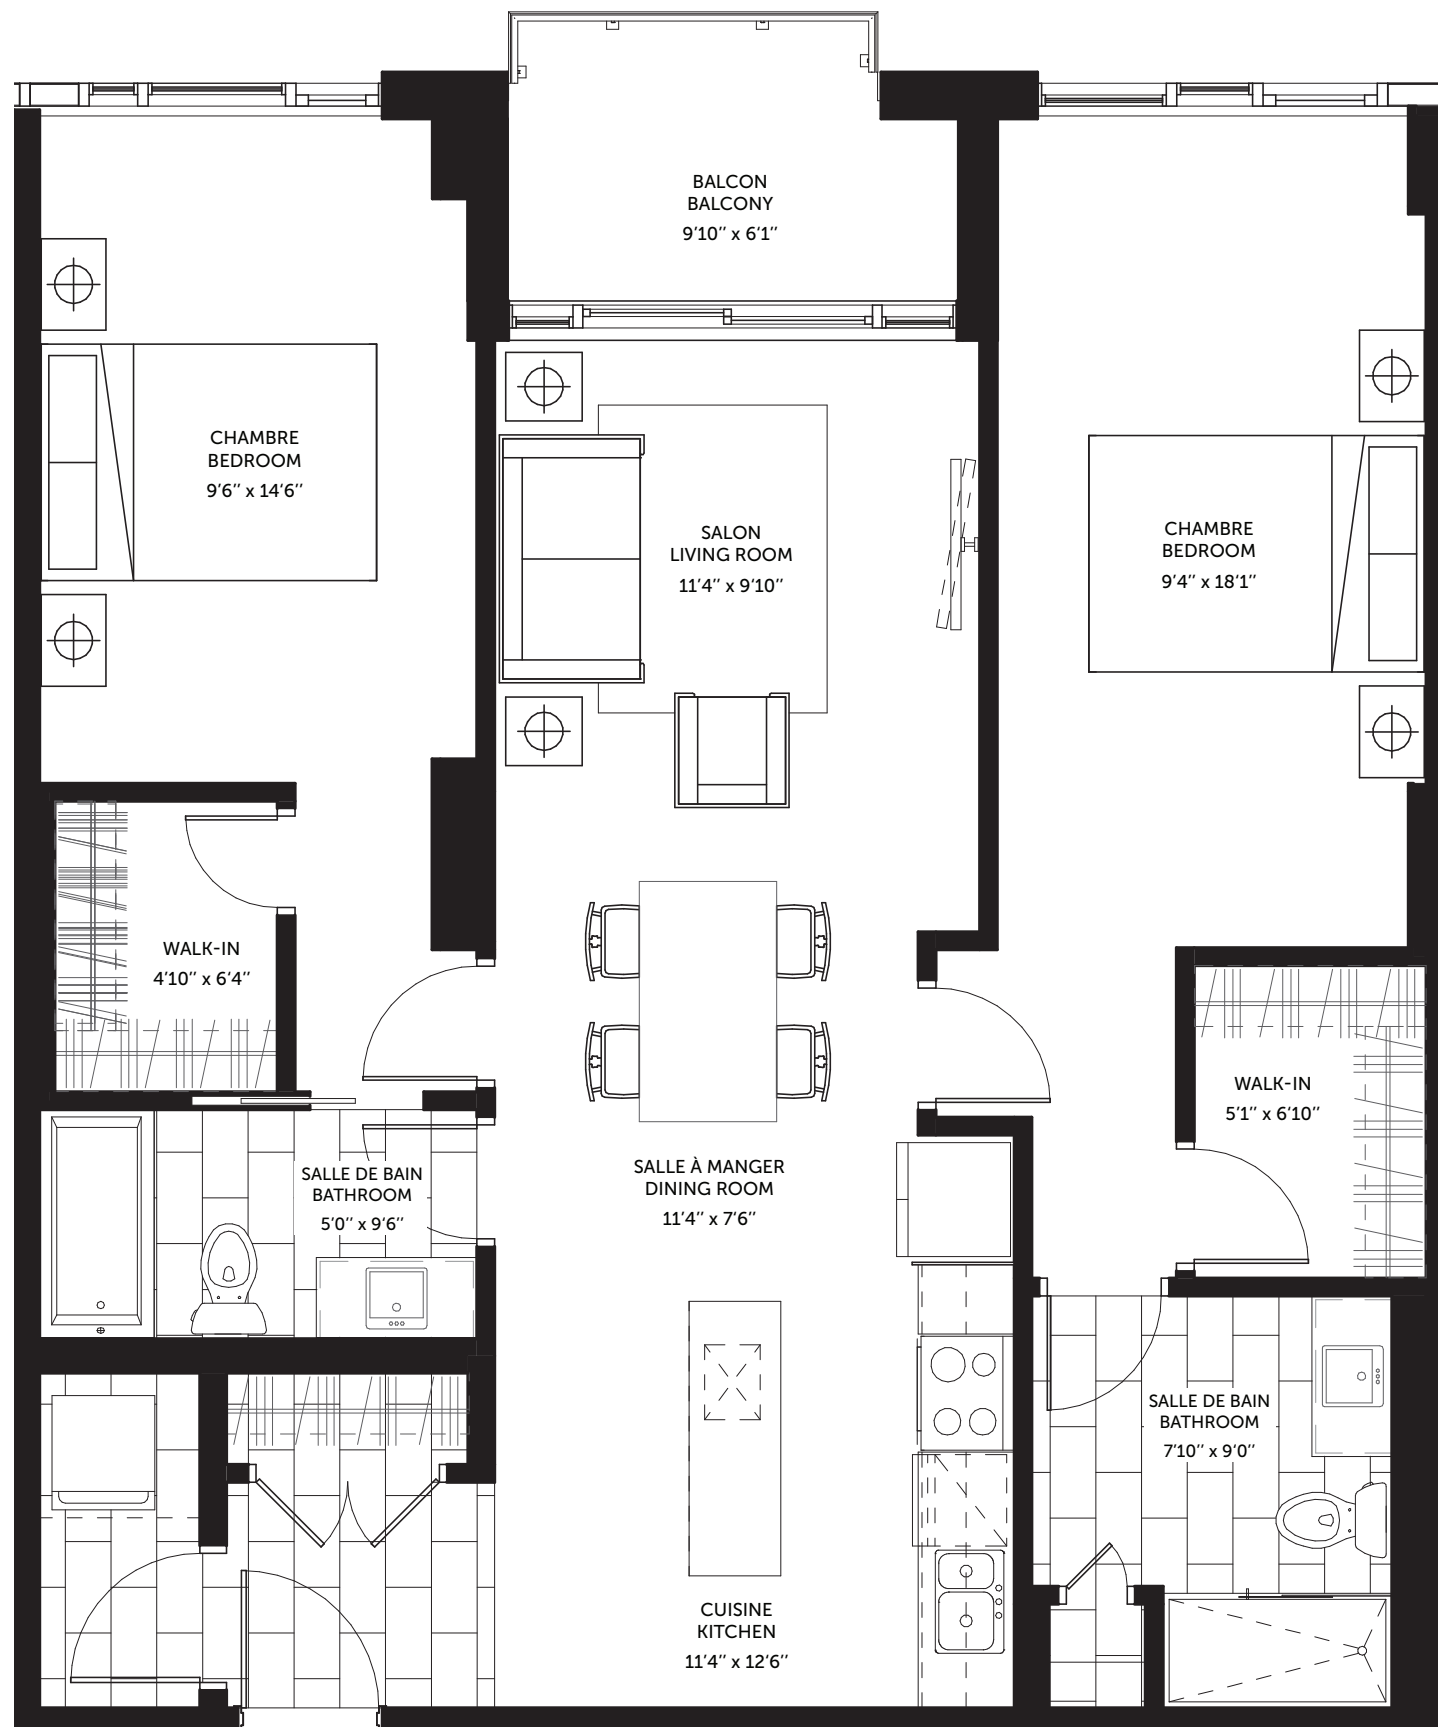 BALCON
BALCONY
9'10'' x 6'1''
CHAMBRE
BEDROOM
9'6'' x 14'6''
SALON
LIVING ROOM
11'4'' x 9'10''
CHAMBRE
BEDROOM
9'4'' x 18'1''
WALK-IN
4'10'' x 6'4''
WALK-IN
5'1'' x 6'10''
SALLE DE BAIN
BATHROOM
5'0'' x 9'6''
SALLE À MANGER
DINING ROOM
11'4'' x 7'6''
SALLE DE BAIN
BATHROOM
7'10'' x 9'0''
CUISINE
KITCHEN
11'4'' x 12'6''